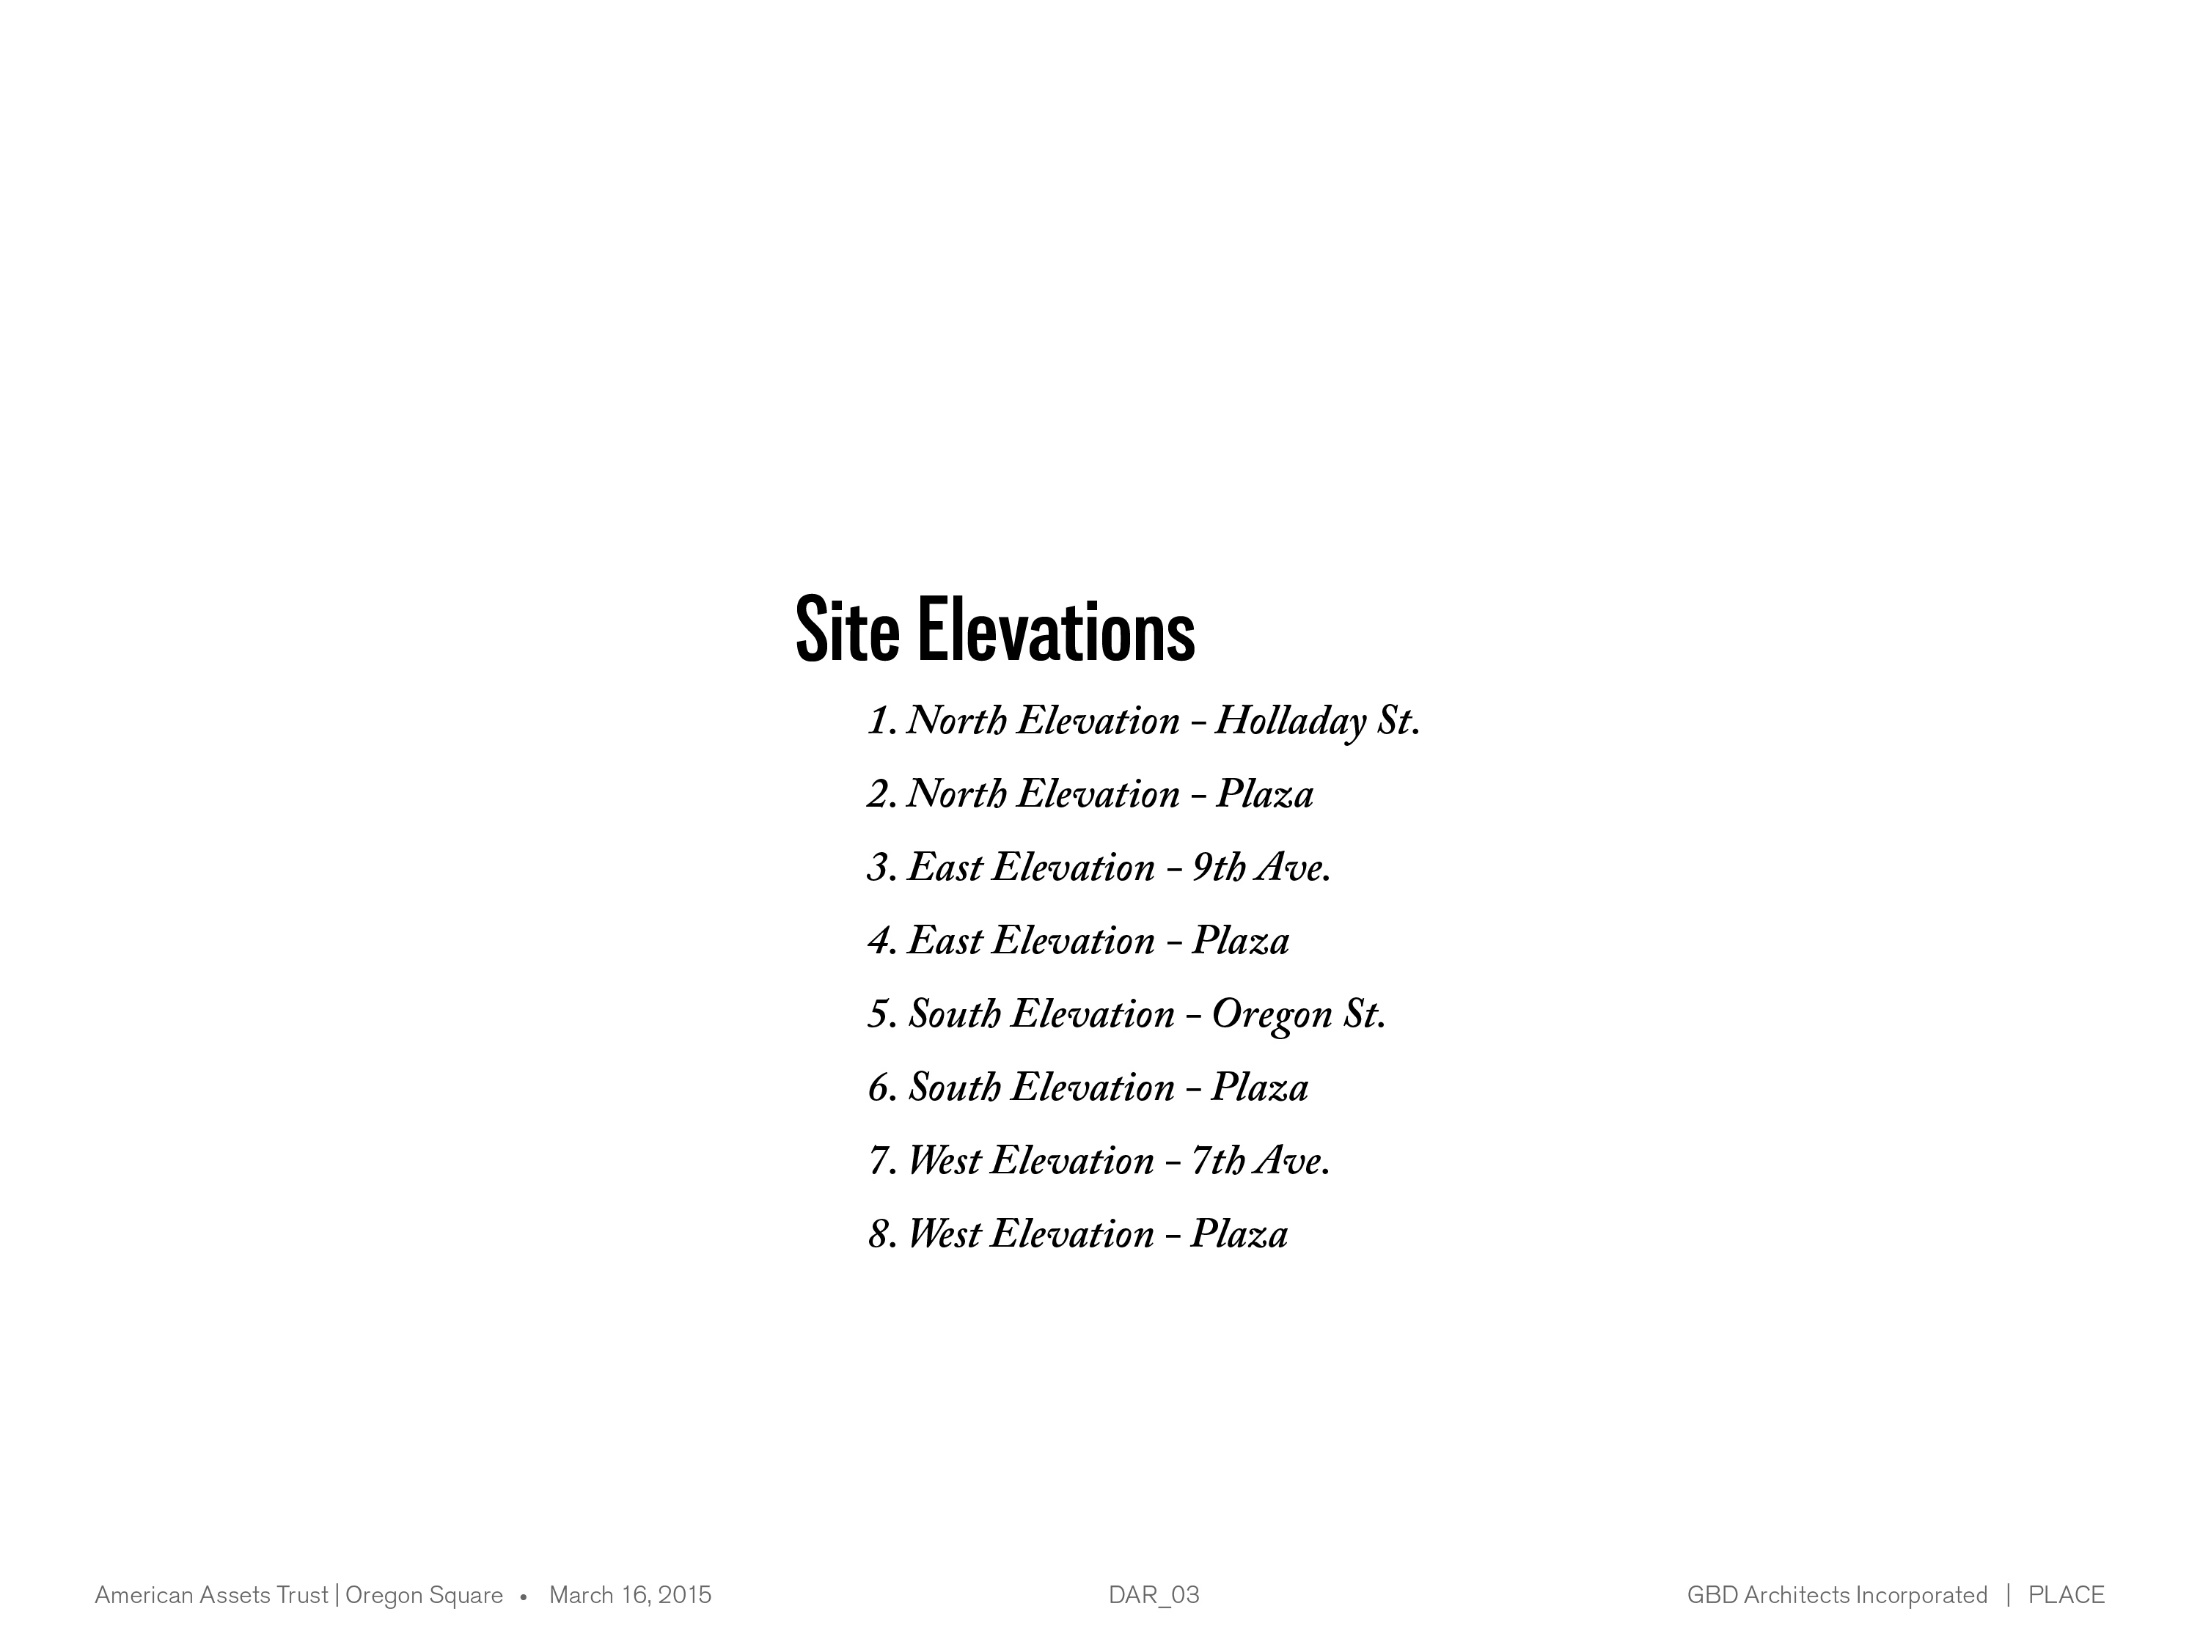 Site Elevations
1. North Elevation – Holladay St.
2. North Elevation – Plaza
3. East Elevation – 9th Ave.
4. East Elevation – Plaza
5. South Elevation – Oregon St.
6. South Elevation – Plaza
7. West Elevation – 7th Ave.
8. West Elevation – Plaza
American Assets Trust | Oregon Square • March 16, 2015 DAR_03 GBD Architects Incorporated | PLACE